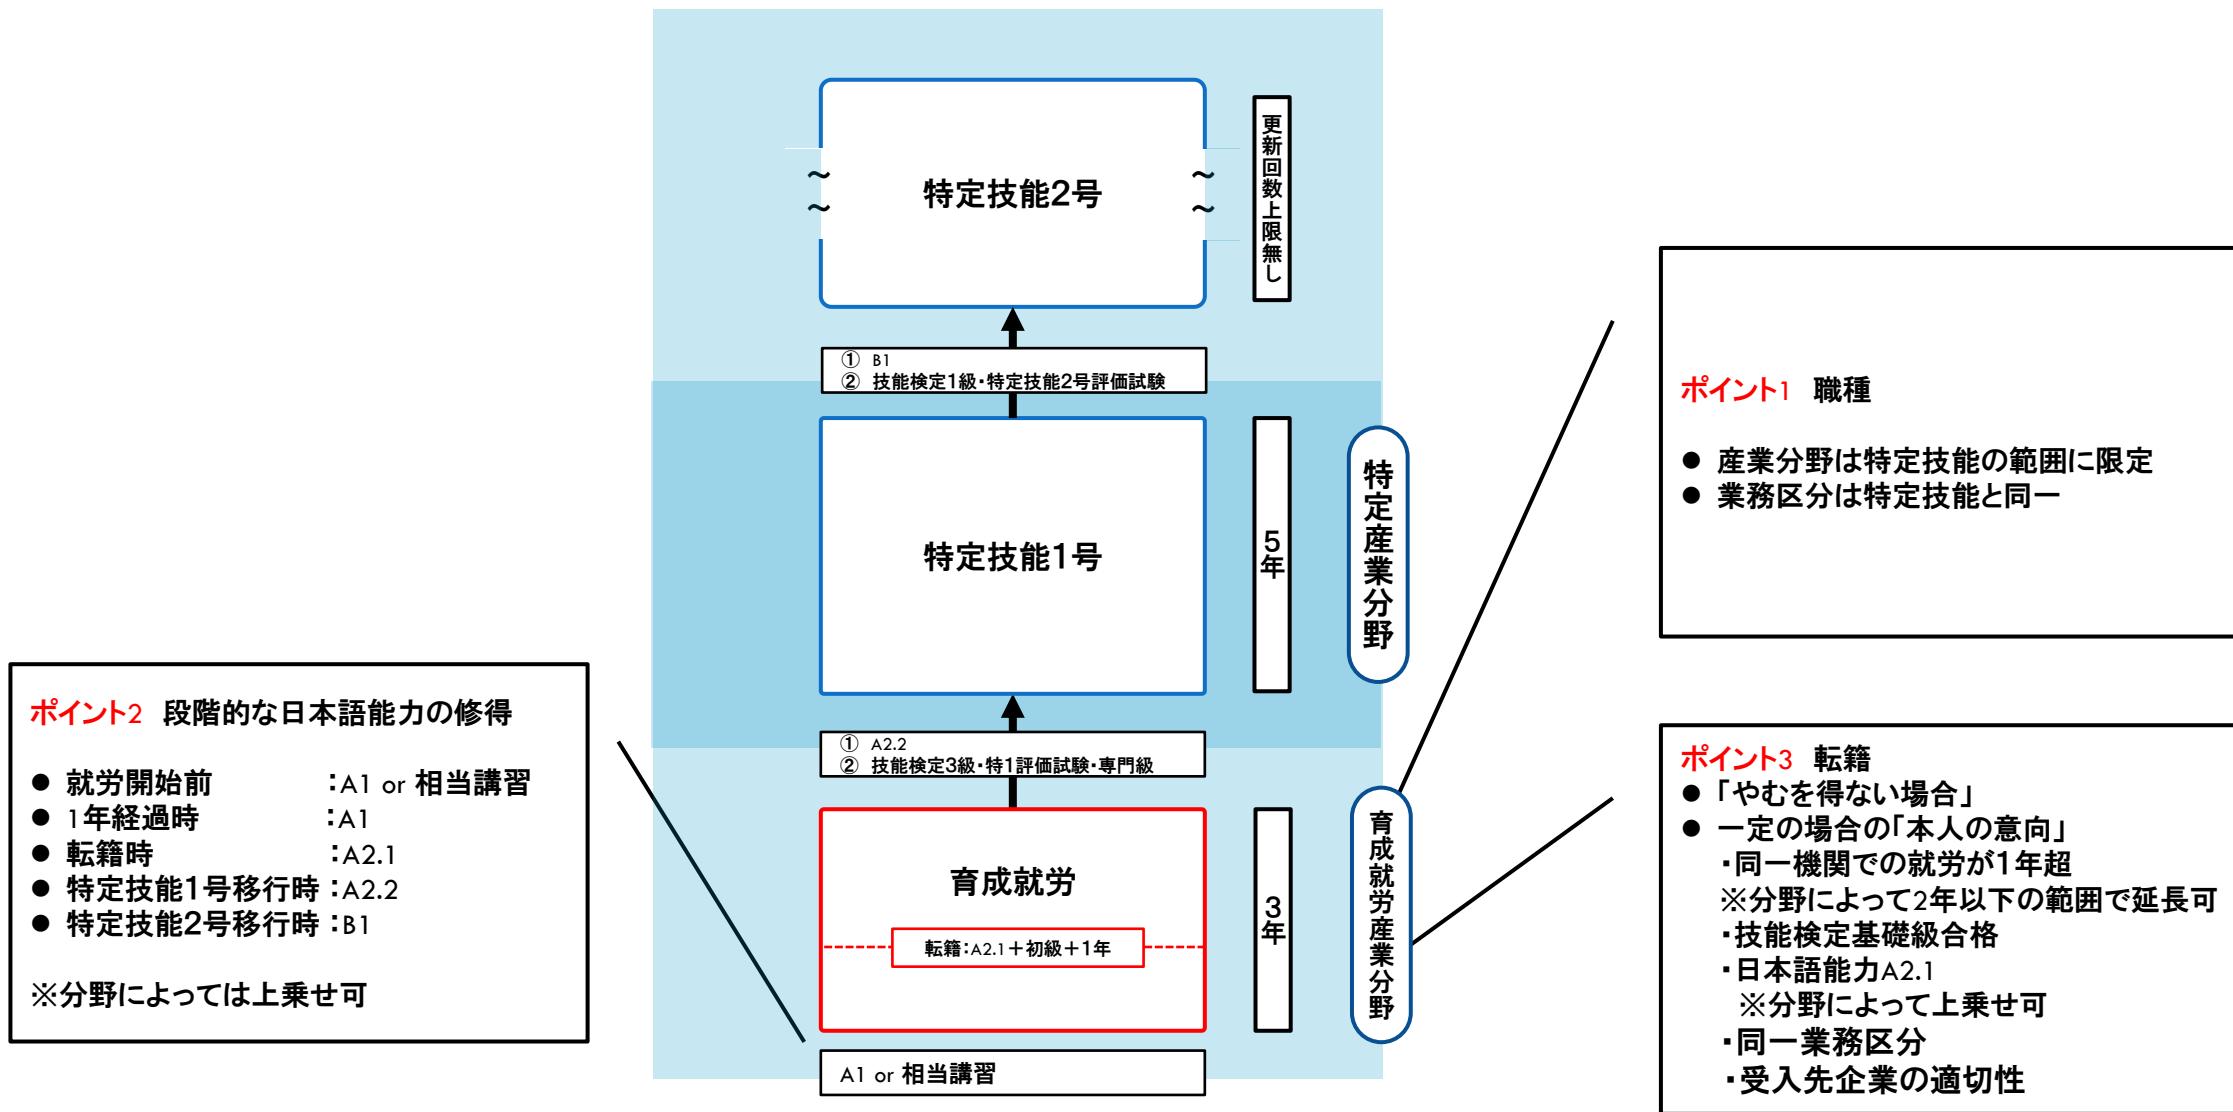 特定技能2号
～
～
～
～
更新回数上限無し
① B1
② 技能検定1級・特定技能2号評価試験
特定技能1号
5年
特定産業分野
① A2.2
② 技能検定3級・特1評価試験・専門級
育成就労
転籍：A2.1＋初級＋1年
3年
育成就労産業分野
A1 or 相当講習
ポイント1 職種
● 産業分野は特定技能の範囲に限定
● 業務区分は特定技能と同一
ポイント2 段階的な日本語能力の修得
● 就労開始前 ：A1 or 相当講習
● 1年経過時 ：A1
● 転籍時 ：A2.1
● 特定技能1号移行時：A2.2
● 特定技能2号移行時：B1
※分野によっては上乗せ可
ポイント3 転籍
● 「やむを得ない場合」
● 一定の場合の「本人の意向」
・同一機関での就労が1年超
※分野によって2年以下の範囲で延長可
・技能検定基礎級合格
・日本語能力A2.1
※分野によって上乗せ可
・同一業務区分
・受入先企業の適切性